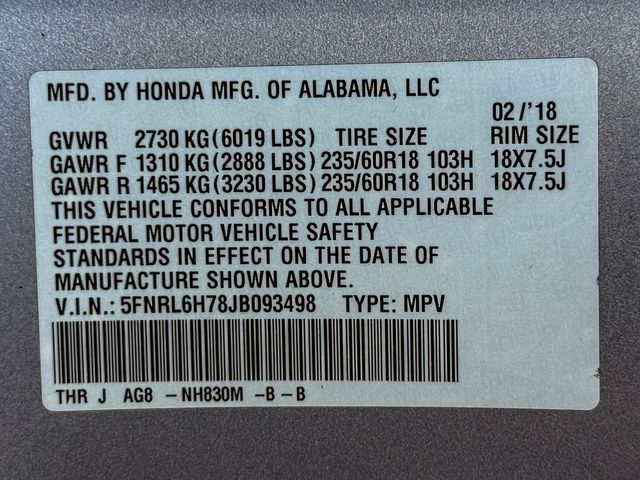 MFD. BY HONDA MFG. OF ALABAMA, LLC
02/'18
GVWR 2730 KG(6019 LBS) TIRE SIZE RIM SIZE
GAWR F 1310 KG(2888 LBS) 235/60R18 103H 18X7.5J
GAWR R 1465 KG(3230 LBS) 235/60R18 103H 18X7.5J
THIS VEHICLE CONFORMS TO ALL APPLICABLE
FEDERAL MOTOR VEHICLE SAFETY
STANDARDS IN EFFECT ON THE DATE OF
MANUFACTURE SHOWN ABOVE.
V.I.N.: 5FNRL6H78JB093498 TYPE: MPV
THR J AG8 -NH830M -B-B